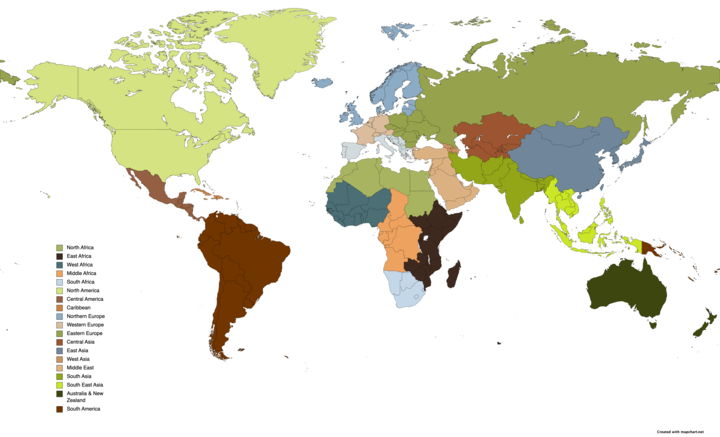 North Africa
East Africa
West Africa
Middle Africa
South Africa
North America
Central America
Caribbean
Northern Europe
Western Europe
Eastern Europe
Central Asia
East Asia
West Asia
Middle East
South Asia
South East Asia
Australia & New
Zealand
South America
Created with mapchart.net